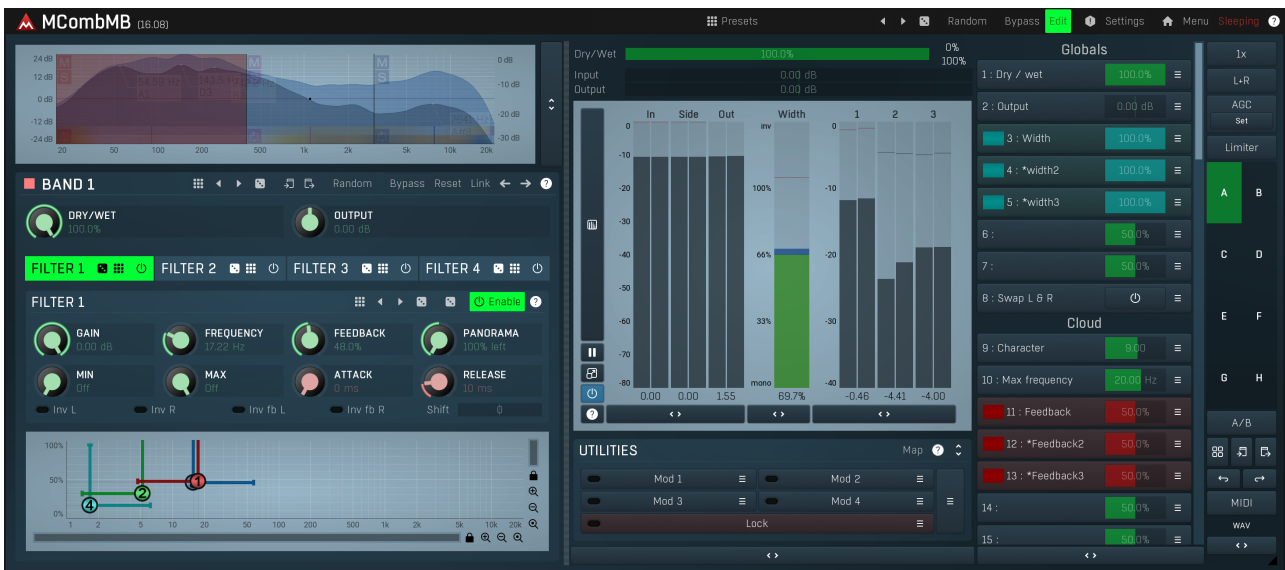 MCombMB (16.08)
Presets
Random Bypass Edit Settings Menu Sleeping ?
24 dB
12 dB
0 dB
-12 dB
-24 dB
M S
M S
M S
0 dB
-10 dB
-20 dB
-30 dB
20 50 100 200 500 1k 2k 5k 10k 20k
BAND 1
Random Bypass Reset Link ?
DRY/WET
100.0%
OUTPUT
0.00 dB
FILTER 1 FILTER 2 FILTER 3 FILTER 4
FILTER 1
Enable ?
GAIN
0.00 dB
FREQUENCY
17.22 Hz
FEEDBACK
48.0%
PANORAMA
100% left
MIN
Off
MAX
Off
ATTACK
0 ms
RELEASE
10 ms
Inv L Inv R Inv fb L Inv fb R Shift 0
100%
50%
0%
1 2 4
1 2 5 10 20 50 100 200 500 1k 2k 5k 10k 20k
Dry/Wet 100.0% 0%
100%
Input 0.00 dB
Output 0.00 dB
In Side Out Width 1 2 3
0
-10
-20
-30
-40
-50
-60
-70
-80
inv
100%
66%
33%
mono
0
-10
-20
-30
-40
0.00 0.00 1.55 69.7% -0.46 -4.41 -4.00
?
UTILITIES
Map ?
Mod 1 Mod 2
Mod 3 Mod 4
Lock
Globals
1 : Dry / wet 100.0%
2 : Output 0.00 dB
3 : Width 100.0%
4 : *width2 100.0%
5 : *width3 100.0%
6 : 50.0%
7 : 50.0%
8 : Swap L & R
Cloud
9 : Character 9.00
10 : Max frequency 20.00 Hz
11 : Feedback 50.0%
12 : *Feedback2 50.0%
13 : *Feedback3 50.0%
14 : 50.0%
15 : 50.0%
1x
L+R
AGC
Set
Limiter
A B
C D
E F
G H
A/B
MIDI
WAV